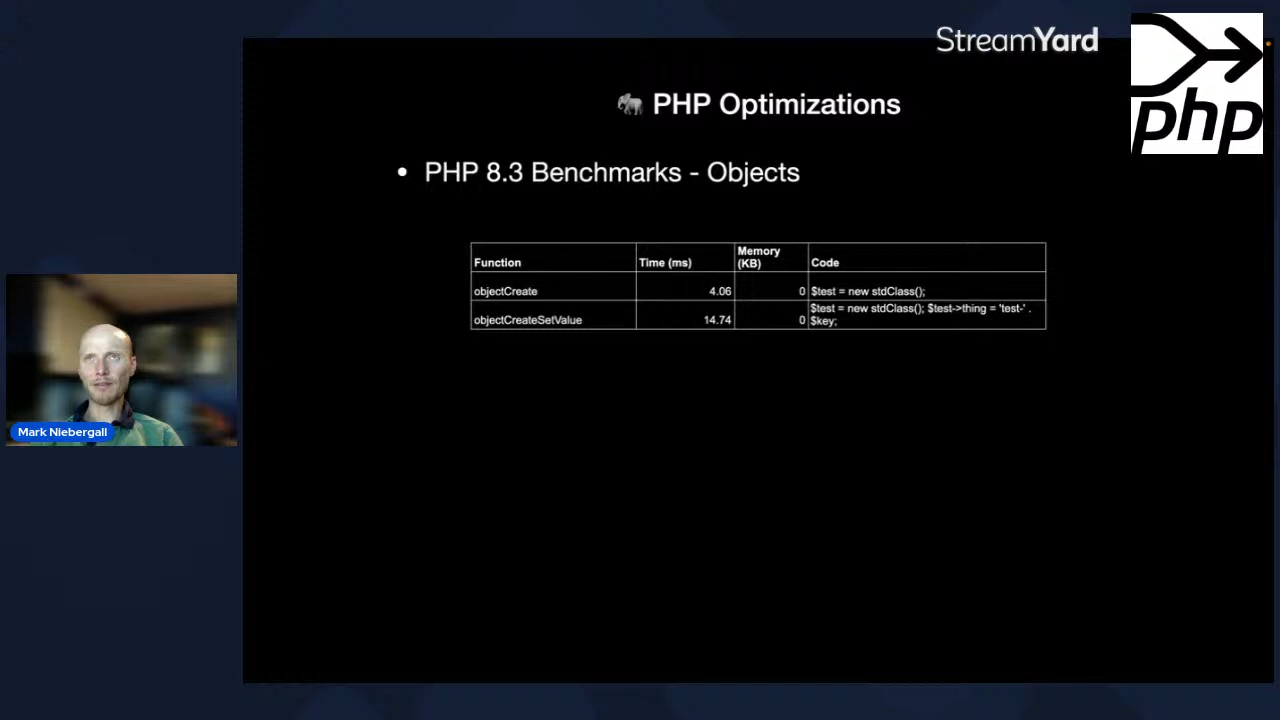 StreamYard
php
PHP Optimizations
• PHP 8.3 Benchmarks - Objects
Function Time (ms) Memory (KB) Code
objectCreate 4.06 0 $test = new stdClass();
objectCreateSetValue 14.74 0 $test = new stdClass(); $test->thing = 'test-' . $key;
Mark Niebergall